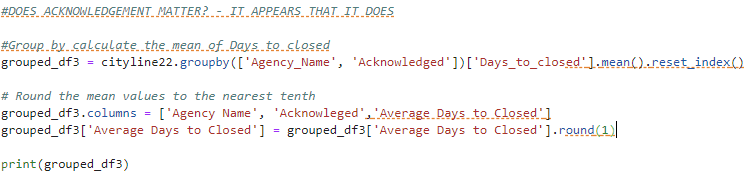 #DOES ACKNOWLEDGEMENT MATTER? - IT APPEARS THAT IT DOES
#Group by calculate the mean of Days to closed
grouped_df3 = cityline22.groupby(['Agency_Name', 'Acknowledged'])['Days_to_closed'].mean().reset_index()
# Round the mean values to the nearest tenth
grouped_df3.columns = ['Agency Name', 'Acknowleged','Average Days to Closed']
grouped_df3['Average Days to Closed'] = grouped_df3['Average Days to Closed'].round(1)
print(grouped_df3)